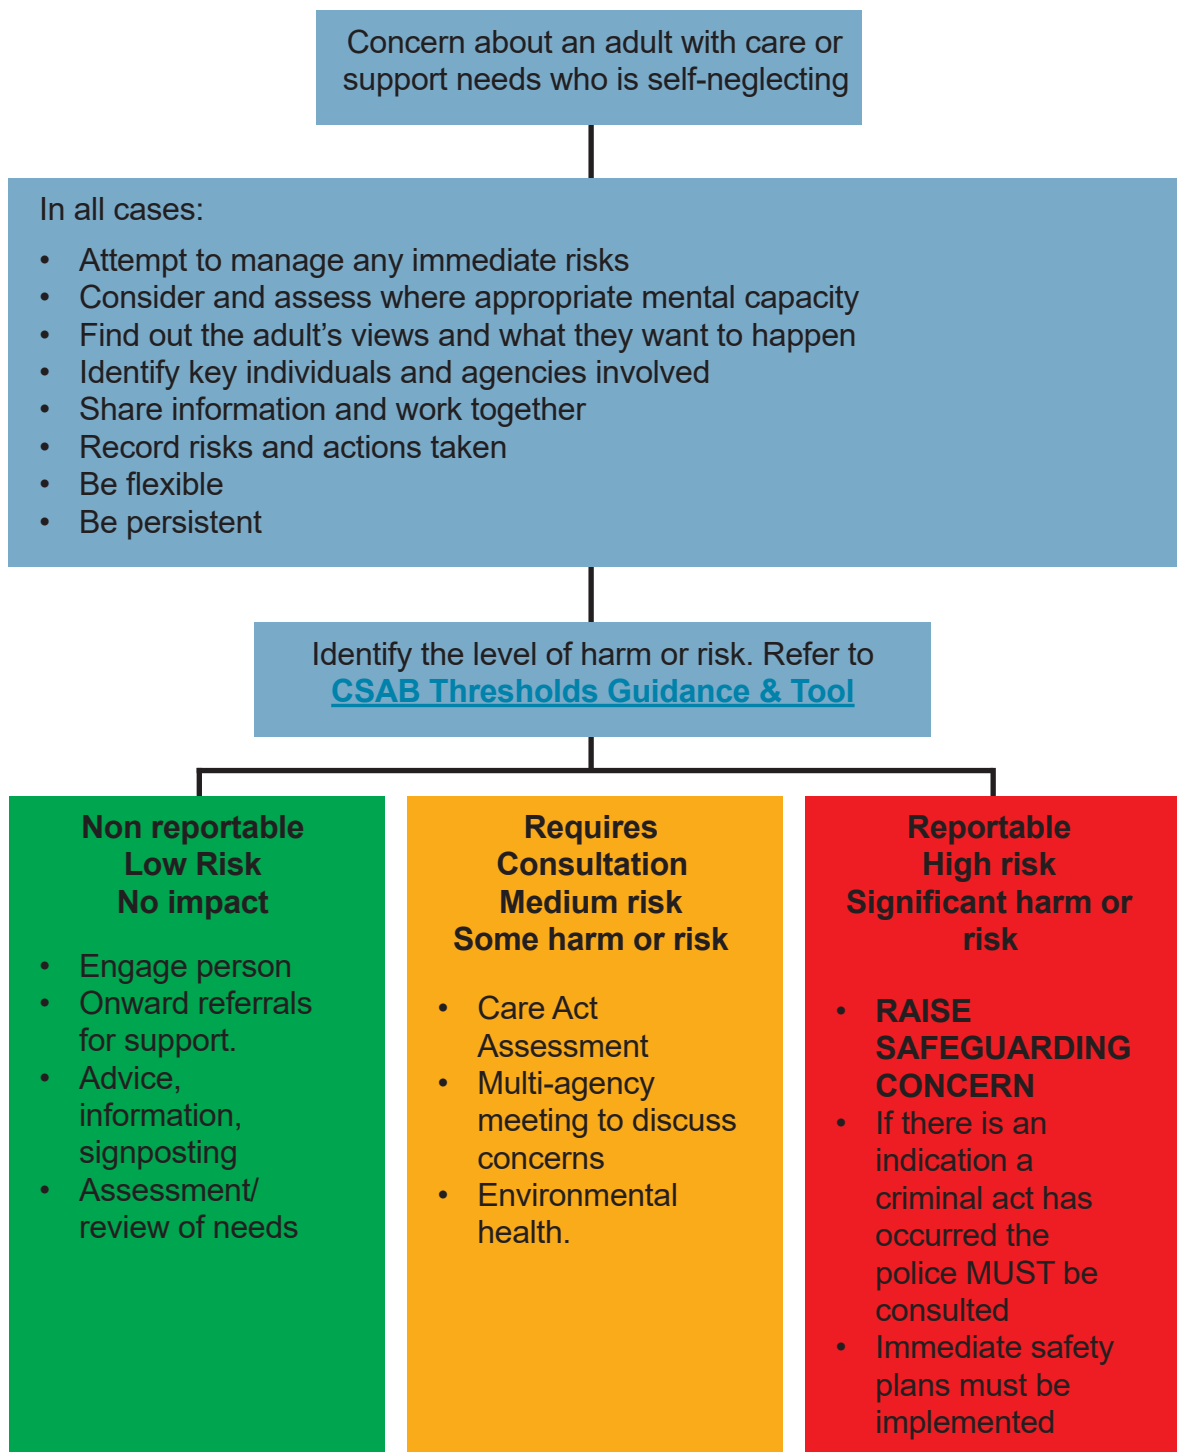 Concern about an adult with care or
support needs who is self-neglecting
In all cases:
• Attempt to manage any immediate risks
• Consider and assess where appropriate mental capacity
• Find out the adult’s views and what they want to happen
• Identify key individuals and agencies involved
• Share information and work together
• Record risks and actions taken
• Be flexible
• Be persistent
Identify the level of harm or risk. Refer to
CSAB Thresholds Guidance & Tool
Non reportable
Low Risk
No impact
• Engage person
• Onward referrals
for support.
• Advice,
information,
signposting
• Assessment/
review of needs
Requires
Consultation
Medium risk
Some harm or risk
• Care Act
Assessment
• Multi-agency
meeting to discuss
concerns
• Environmental
health.
Reportable
High risk
Significant harm or
risk
• RAISE
SAFEGUARDING
CONCERN
• If there is an
indication a
criminal act has
occurred the
police MUST be
consulted
• Immediate safety
plans must be
implemented